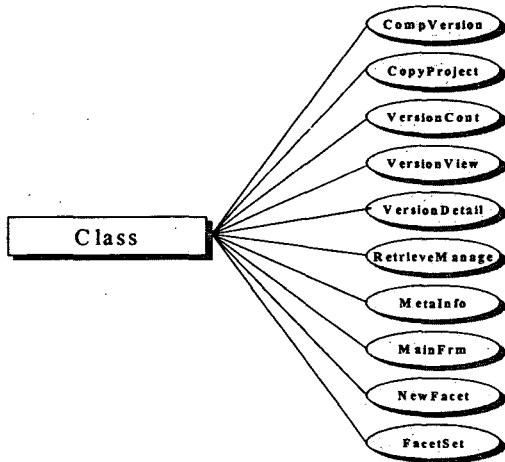 CompVersion
CopyProject
VersionCont
VersionView
VersionDetail
RetrieveManage
MetaInfo
MainFrm
NewFacet
FacetSet
Class